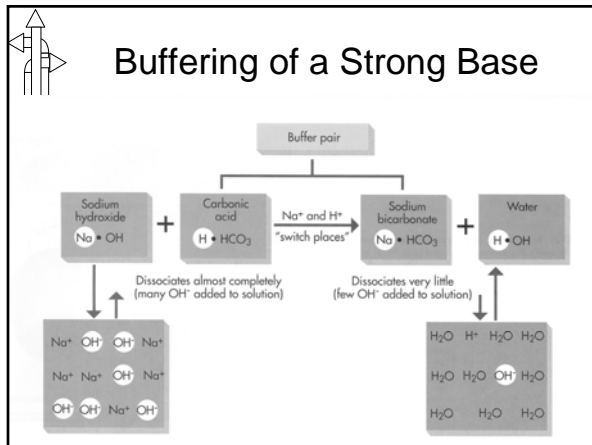 Buffering of a Strong Base
Buffer pair
Sodium
hydroxide
Na • OH
+
Carbonic
acid
H • HCO₃
Na⁺ and H⁺
"switch places"
Sodium
bicarbonate
Na • HCO₃
+
Water
H • OH
Dissociates almost completely
(many OH⁻ added to solution)
Dissociates very little
(few OH⁻ added to solution)
Na⁺ OH⁻ OH⁻ Na⁺
Na⁺ Na⁺ OH⁻ Na⁺
OH⁻ OH⁻ Na⁺ OH⁻
H₂O H⁺ H₂O H₂O
H₂O H₂O OH⁻ H₂O
H₂O H₂O H₂O